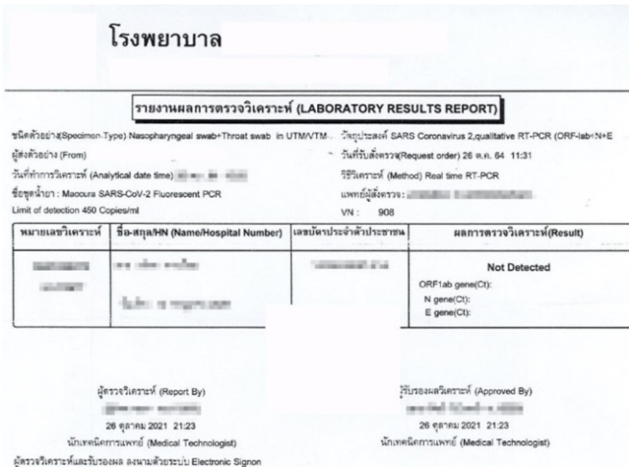 โรงพยาบาล
รายงานผลการตรวจวิเคราะห์ (LABORATORY RESULTS REPORT)
ชนิดตัวอย่าง(Specimen Type) Nasopharyngeal swab+Throat swab in UTM/VTM วัตถุประสงค์ SARS Coronavirus 2,qualitative RT-PCR (ORF-lab+N+E
ผู้ส่งตัวอย่าง (From) วันที่รับสั่งตรวจ(Request order) 26 ต.ค. 64 11:31
วันที่ทำการวิเคราะห์ (Analytical date time) วิธีวิเคราะห์ (Method) Real time RT-PCR
ชื่อชุดน้ำยา : Maccura SARS-CoV-2 Fluorescent PCR แพทย์ผู้สั่งตรวจ :
Limit of detection 450 Copies/ml VN : 908
หมายเลขวิเคราะห์ ชื่อ-สกุล/HN (Name/Hospital Number) เลขบัตรประจำตัวประชาชน ผลการตรวจวิเคราะห์(Result)
Not Detected
ORF1ab gene(Ct):
N gene(Ct):
E gene(Ct):
ผู้ตรวจวิเคราะห์ (Report By) ผู้รับรองผลวิเคราะห์ (Approved By)
26 ตุลาคม 2021 21:23 26 ตุลาคม 2021 21:23
นักเทคนิคการแพทย์ (Medical Technologist) นักเทคนิคการแพทย์ (Medical Technologist)
ผู้ตรวจวิเคราะห์และรับรองผล ลงนามด้วยระบบ Electronic Signon